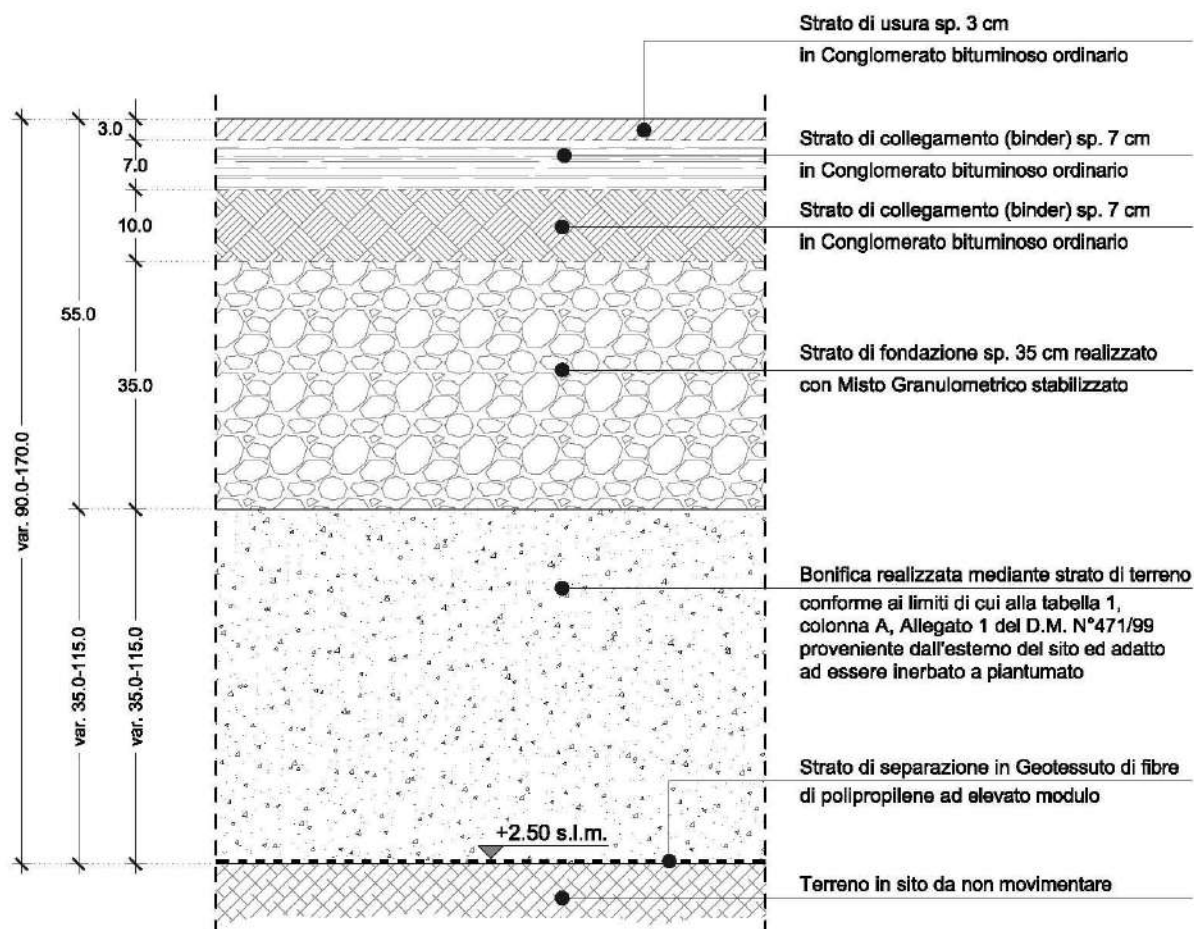 Strato di usura sp. 3 cm
in Conglomerato bituminoso ordinario
3.0
Strato di collegamento (binder) sp. 7 cm
7.0
in Conglomerato bituminoso ordinario
Strato di collegamento (binder) sp. 7 cm
10.0
in Conglomerato bituminoso ordinario
55.0
Strato di fondazione sp. 35 cm realizzato
35.0
con Misto Granulometrico stabilizzato
var. 90.0-170.0
Bonifica realizzata mediante strato di terreno
conforme ai limiti di cui alla tabella 1,
colonna A, Allegato 1 del D.M. N°471/99
proveniente dall'esterno del sito ed adatto
ad essere inerbato a piantumato
var. 35.0-115.0
var. 35.0-115.0
Strato di separazione in Geotessuto di fibre
di polipropilene ad elevato modulo
+2.50 s.l.m.
Terreno in sito da non movimentare